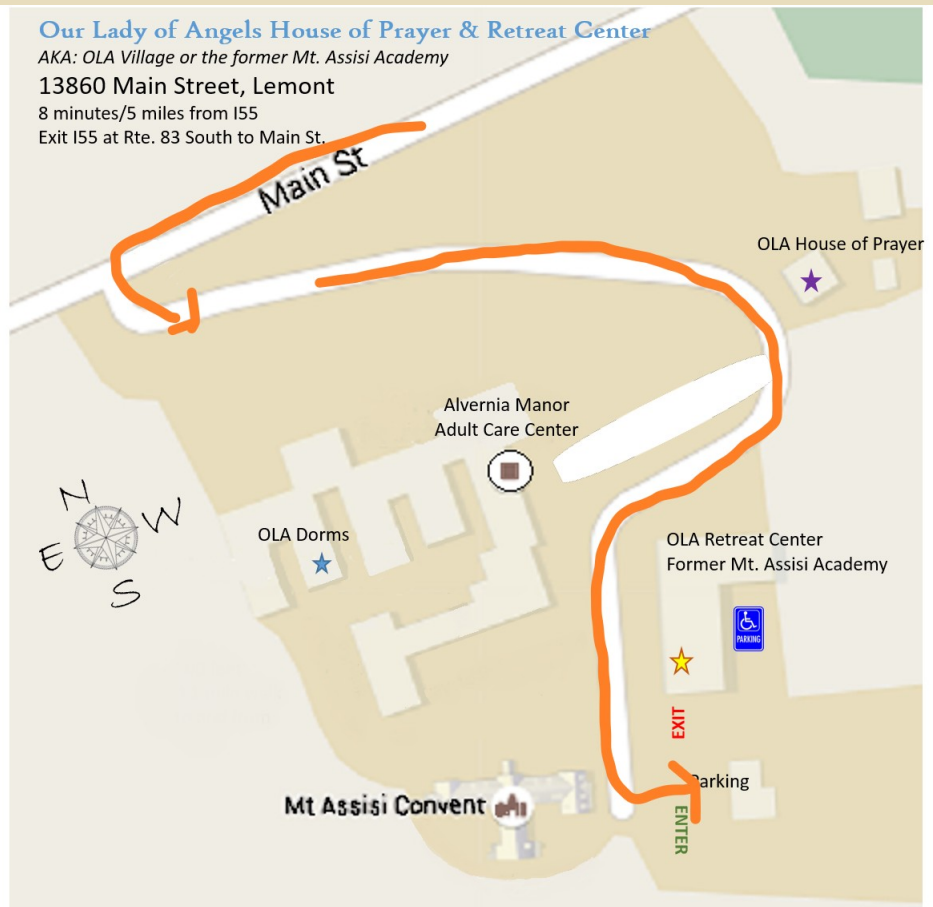 Our Lady of Angels House of Prayer & Retreat Center
AKA: OLA Village or the former Mt. Assisi Academy
13860 Main Street, Lemont
8 minutes/5 miles from I55
Exit I55 at Rte. 83 South to Main St.
Main St
OLA House of Prayer
Alvernia Manor
Adult Care Center
N
W
E
S
OLA Dorms
OLA Retreat Center
Former Mt. Assisi Academy
PARKING
EXIT
Parking
Mt Assisi Convent
ENTER